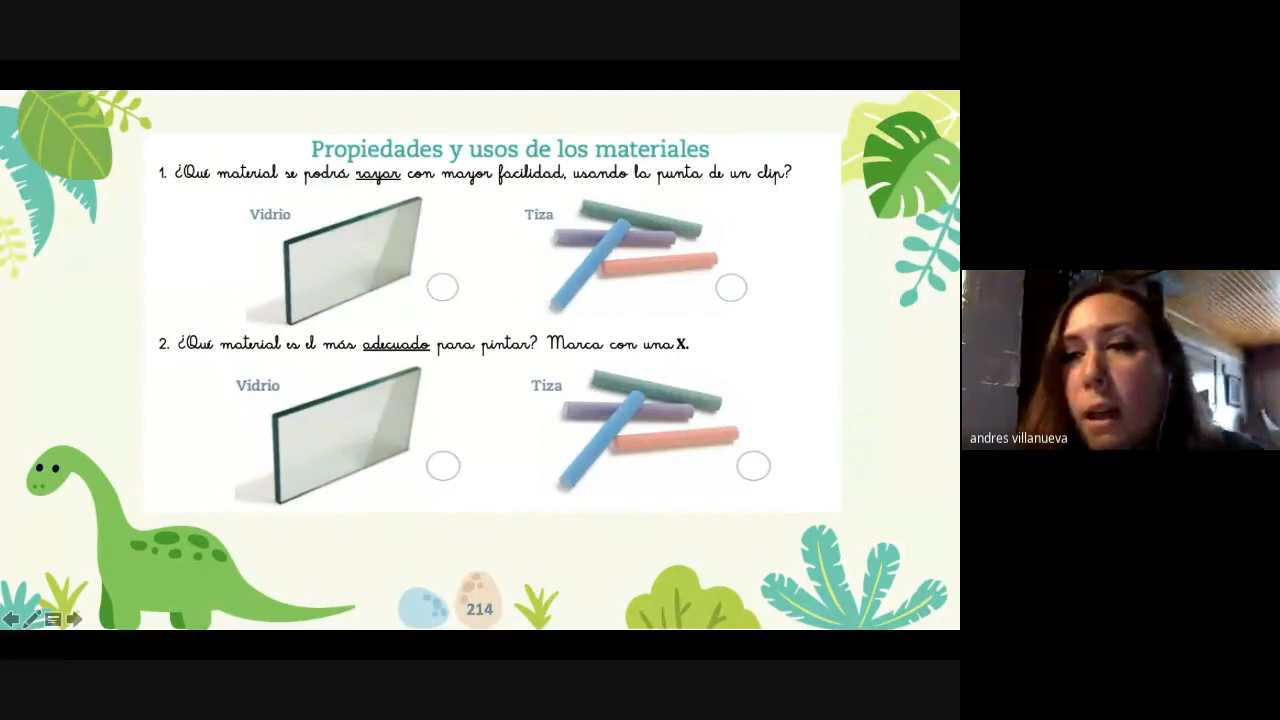 Propiedades y usos de los materiales
1. ¿Qué material se podrá rayar con mayor facilidad, usando la punta de un clip?
Vidrio
Tiza
2. ¿Qué material es el más adecuado para pintar? Marca con una X.
Vidrio
Tiza
214
andres villanueva